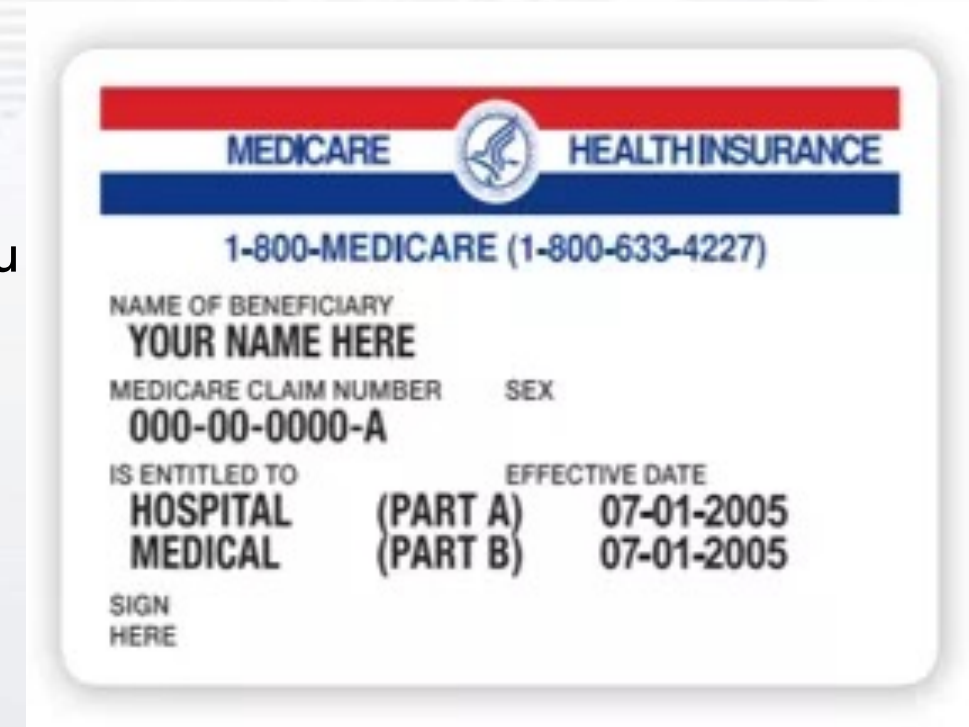 u
MEDICARE HEALTH INSURANCE
1-800-MEDICARE (1-800-633-4227)
NAME OF BENEFICIARY
YOUR NAME HERE
MEDICARE CLAIM NUMBER SEX
000-00-0000-A
IS ENTITLED TO EFFECTIVE DATE
HOSPITAL (PART A) 07-01-2005
MEDICAL (PART B) 07-01-2005
SIGN
HERE